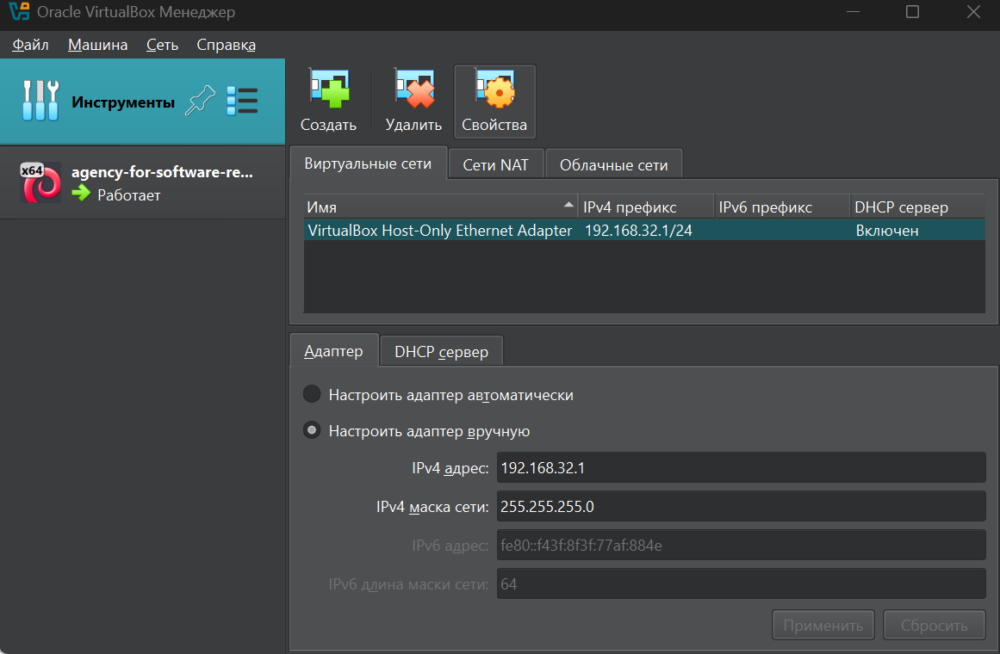 Oracle VirtualBox Менеджер
Файл Машина Сеть Справка
Инструменты
x64
agency-for-software-re...
Работает
Создать Удалить Свойства
Виртуальные сети Сети NAT Облачные сети
Имя IPv4 префикс IPv6 префикс DHCP сервер
VirtualBox Host-Only Ethernet Adapter 192.168.32.1/24 Включен
Адаптер DHCP сервер
Настроить адаптер автоматически
Настроить адаптер вручную
IPv4 адрес: 192.168.32.1
IPv4 маска сети: 255.255.255.0
IPv6 адрес: fe80::f43f:8f3f:77af:884e
IPv6 длина маски сети: 64
Применить Сбросить